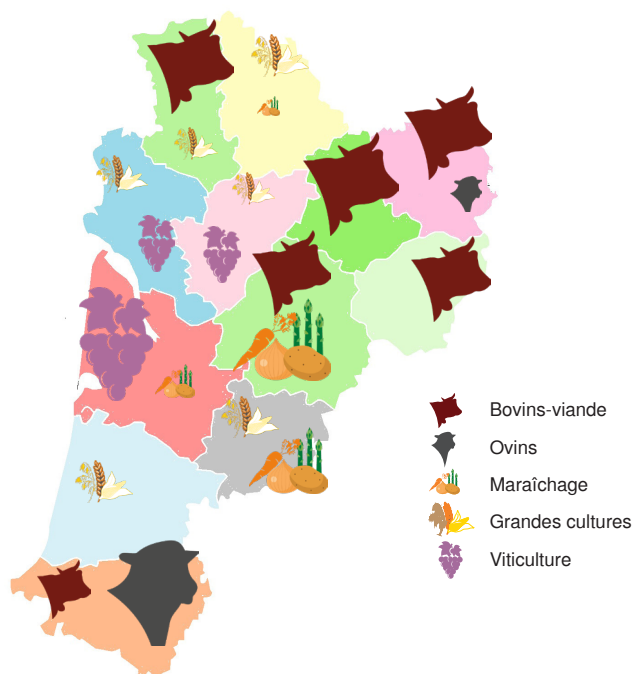 Bovins-viande
Ovins
Maraîchage
Grandes cultures
Viticulture